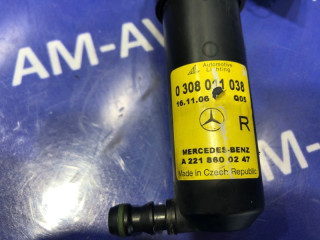 AM-AV
Automotive
Lighting
0 308 011 038
16.11.06 Q05
R
MERCEDES-BENZ
A 221 860 02 47
Made in Czech Republic
AM-AV